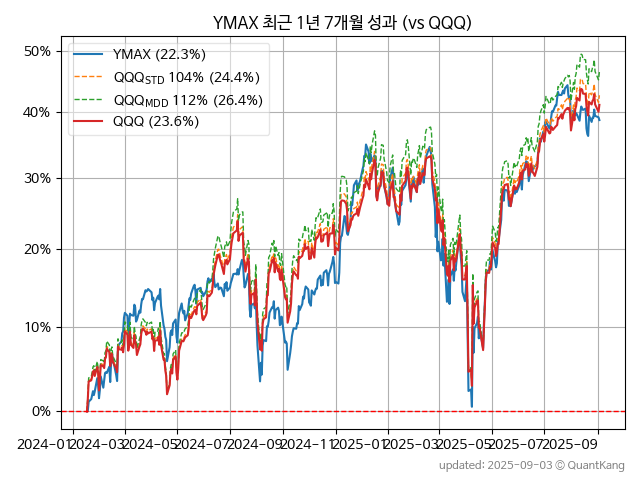 YMAX 최근 1년 7개월 성과 (vs QQQ)
50%
40%
30%
20%
10%
0%
YMAX (22.3%)
QQQSTD 104% (24.4%)
QQQMDD 112% (26.4%)
QQQ (23.6%)
2024-01 2024-03 2024-05 2024-07 2024-09 2024-11 2025-01 2025-03 2025-05 2025-07 2025-09
updated: 2025-09-03 ⓒ QuantKang